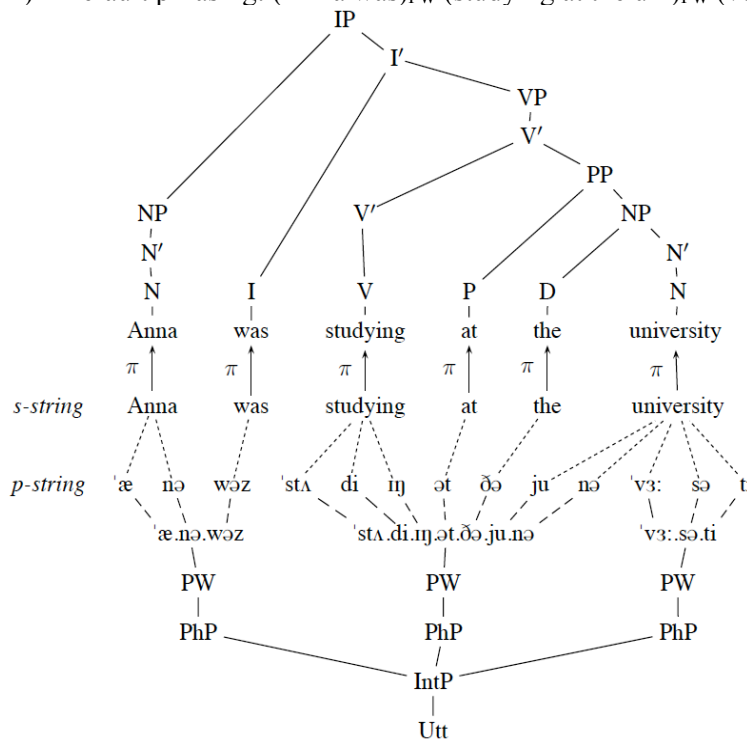 IP
I′
VP
V′
PP
NP V′ NP
N′ N′
N I V P D N
Anna was studying at the university
π π π π π π
s-string Anna was studying at the university
p-string ˈæ nə wəz ˈstʌ di ɪŋ ət ðə ju nə ˈvɜː sə
ˈæ.nə.wəz ˈstʌ.di.ɪŋ.ət.ðə.ju.nə ˈvɜː.sə.ti
PW PW PW
PhP PhP PhP
IntP
Utt